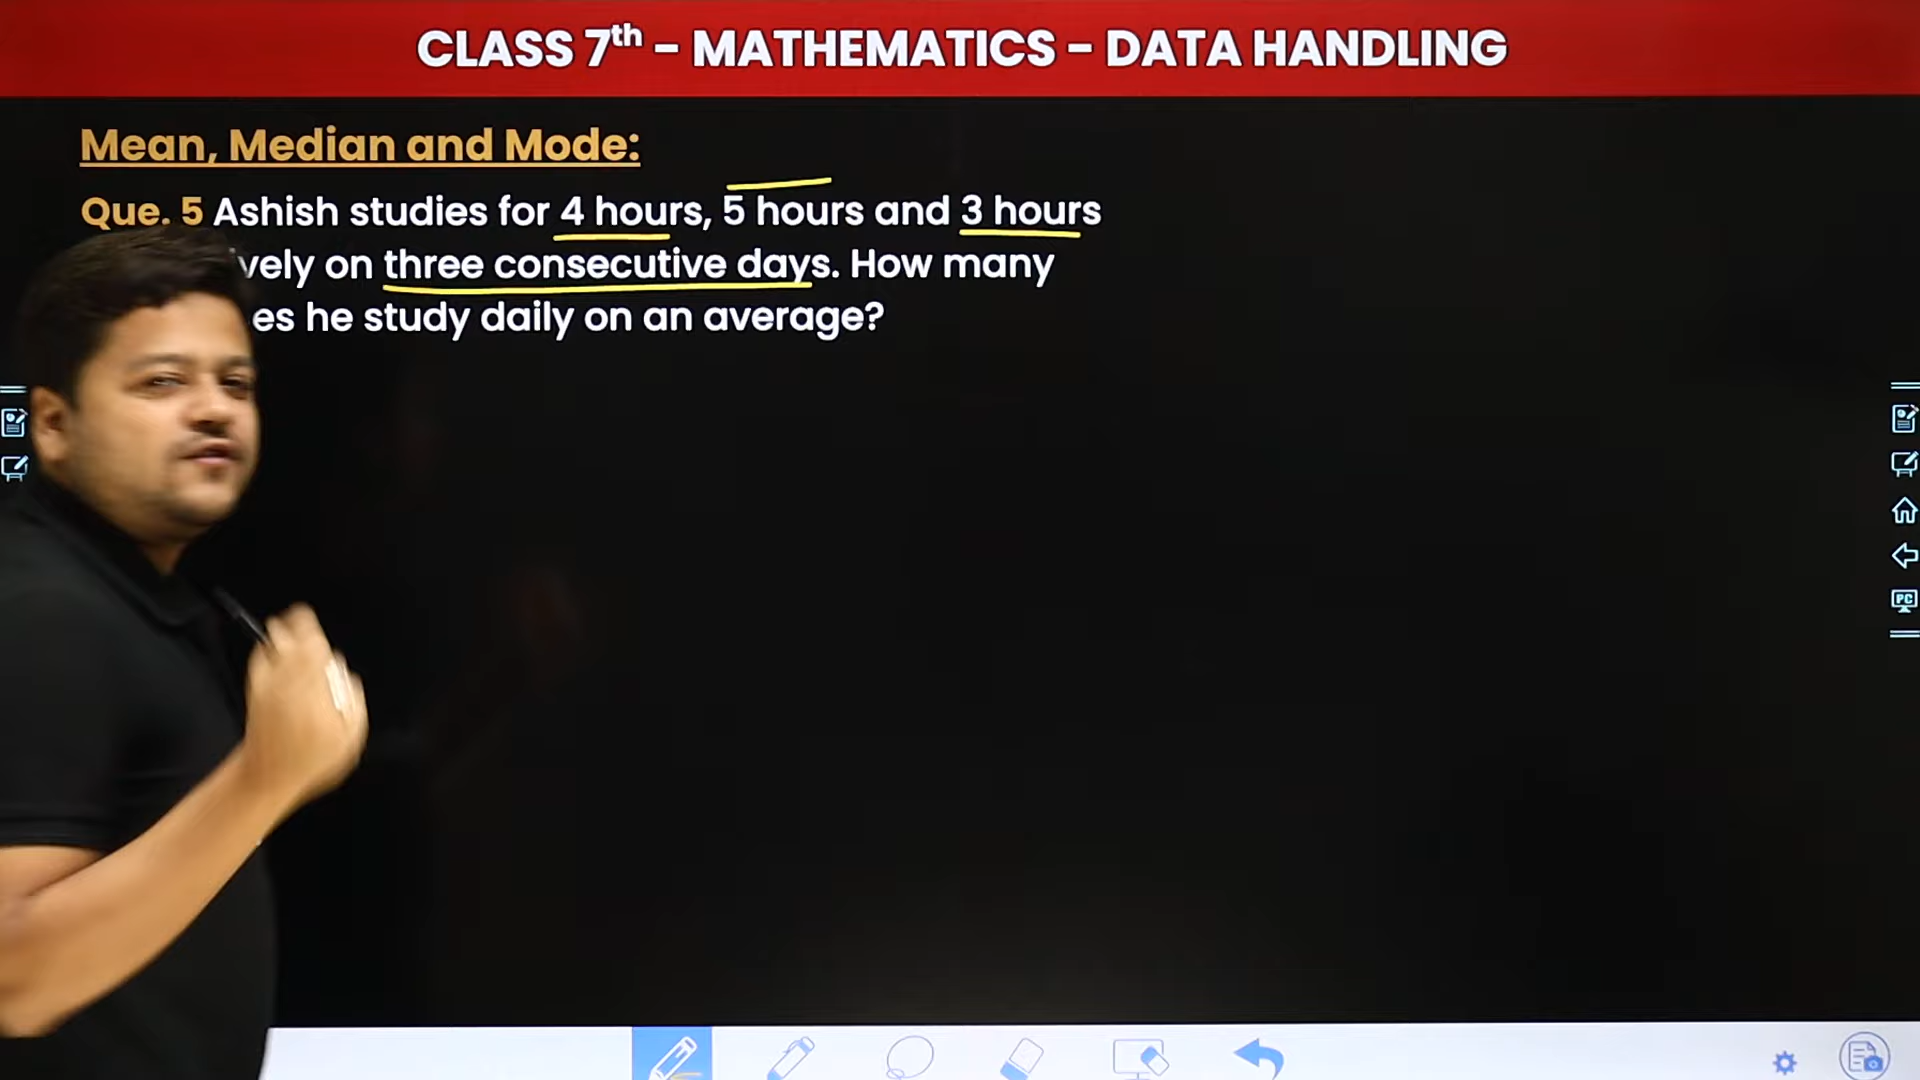 CLASS 7th - MATHEMATICS - DATA HANDLING
Mean, Median and Mode:
Que. 5 Ashish studies for 4 hours, 5 hours and 3 hours
vely on three consecutive days. How many
es he study daily on an average?
PC